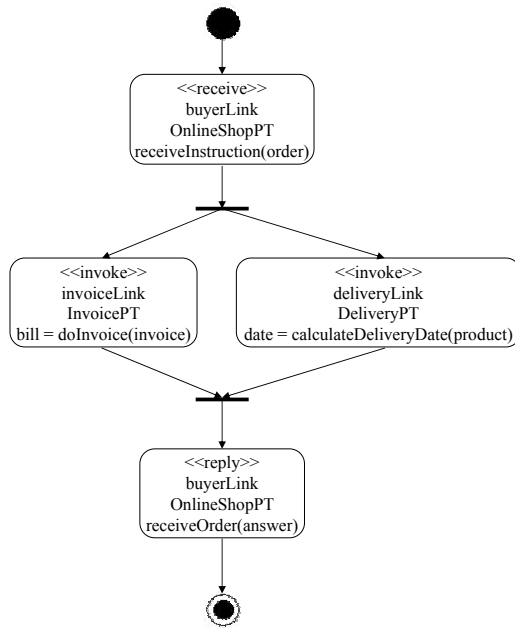 <<receive>>
buyerLink
OnlineShopPT
receiveInstruction(order)
<<invoke>>
invoiceLink
InvoicePT
bill = doInvoice(invoice)
<<invoke>>
deliveryLink
DeliveryPT
date = calculateDeliveryDate(product)
<<reply>>
buyerLink
OnlineShopPT
receiveOrder(answer)